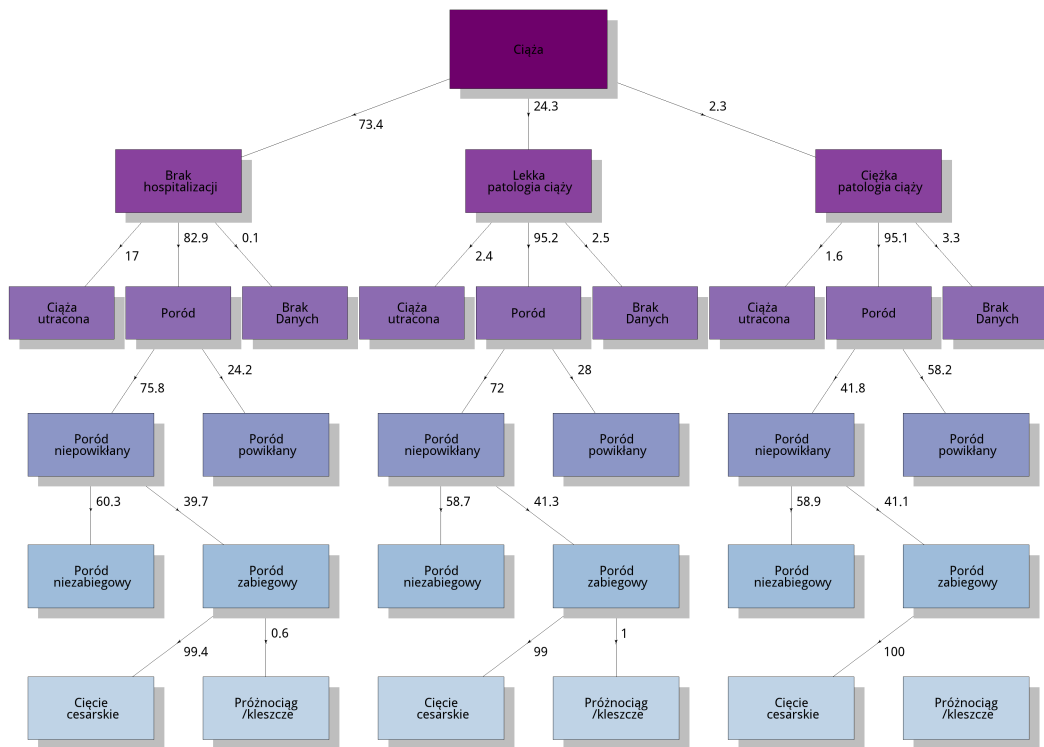 Ciąża
73.4
24.3
2.3
Brak
hospitalizacji
Lekka
patologia ciąży
Ciężka
patologia ciąży
17
82.9
0.1
2.4
95.2
2.5
1.6
95.1
3.3
Ciąża
utracona
Poród
Brak
Danych
Ciąża
utracona
Poród
Brak
Danych
Ciąża
utracona
Poród
Brak
Danych
75.8
24.2
72
28
41.8
58.2
Poród
niepowikłany
Poród
powikłany
Poród
niepowikłany
Poród
powikłany
Poród
niepowikłany
Poród
powikłany
60.3
39.7
58.7
41.3
58.9
41.1
Poród
niezabiegowy
Poród
zabiegowy
Poród
niezabiegowy
Poród
zabiegowy
Poród
niezabiegowy
Poród
zabiegowy
99.4
0.6
99
1
100
Cięcie
cesarskie
Próżnociąg
/kleszcze
Cięcie
cesarskie
Próżnociąg
/kleszcze
Cięcie
cesarskie
Próżnociąg
/kleszcze